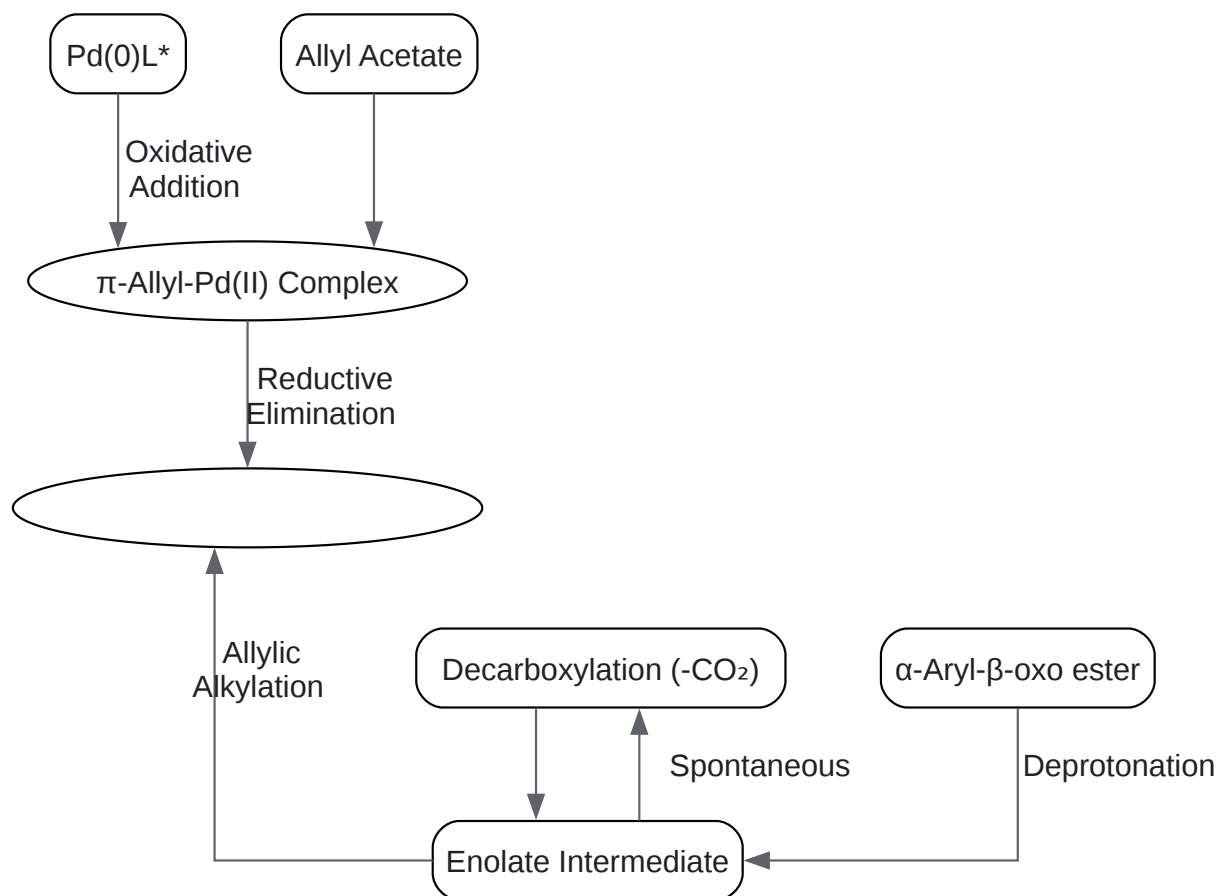 Pd(0)L*
Allyl Acetate
Oxidative
Addition
π-Allyl-Pd(II) Complex
Reductive
Elimination
Allylic
Alkylation
Decarboxylation (-CO₂)
α-Aryl-β-oxo ester
Spontaneous
Deprotonation
Enolate Intermediate